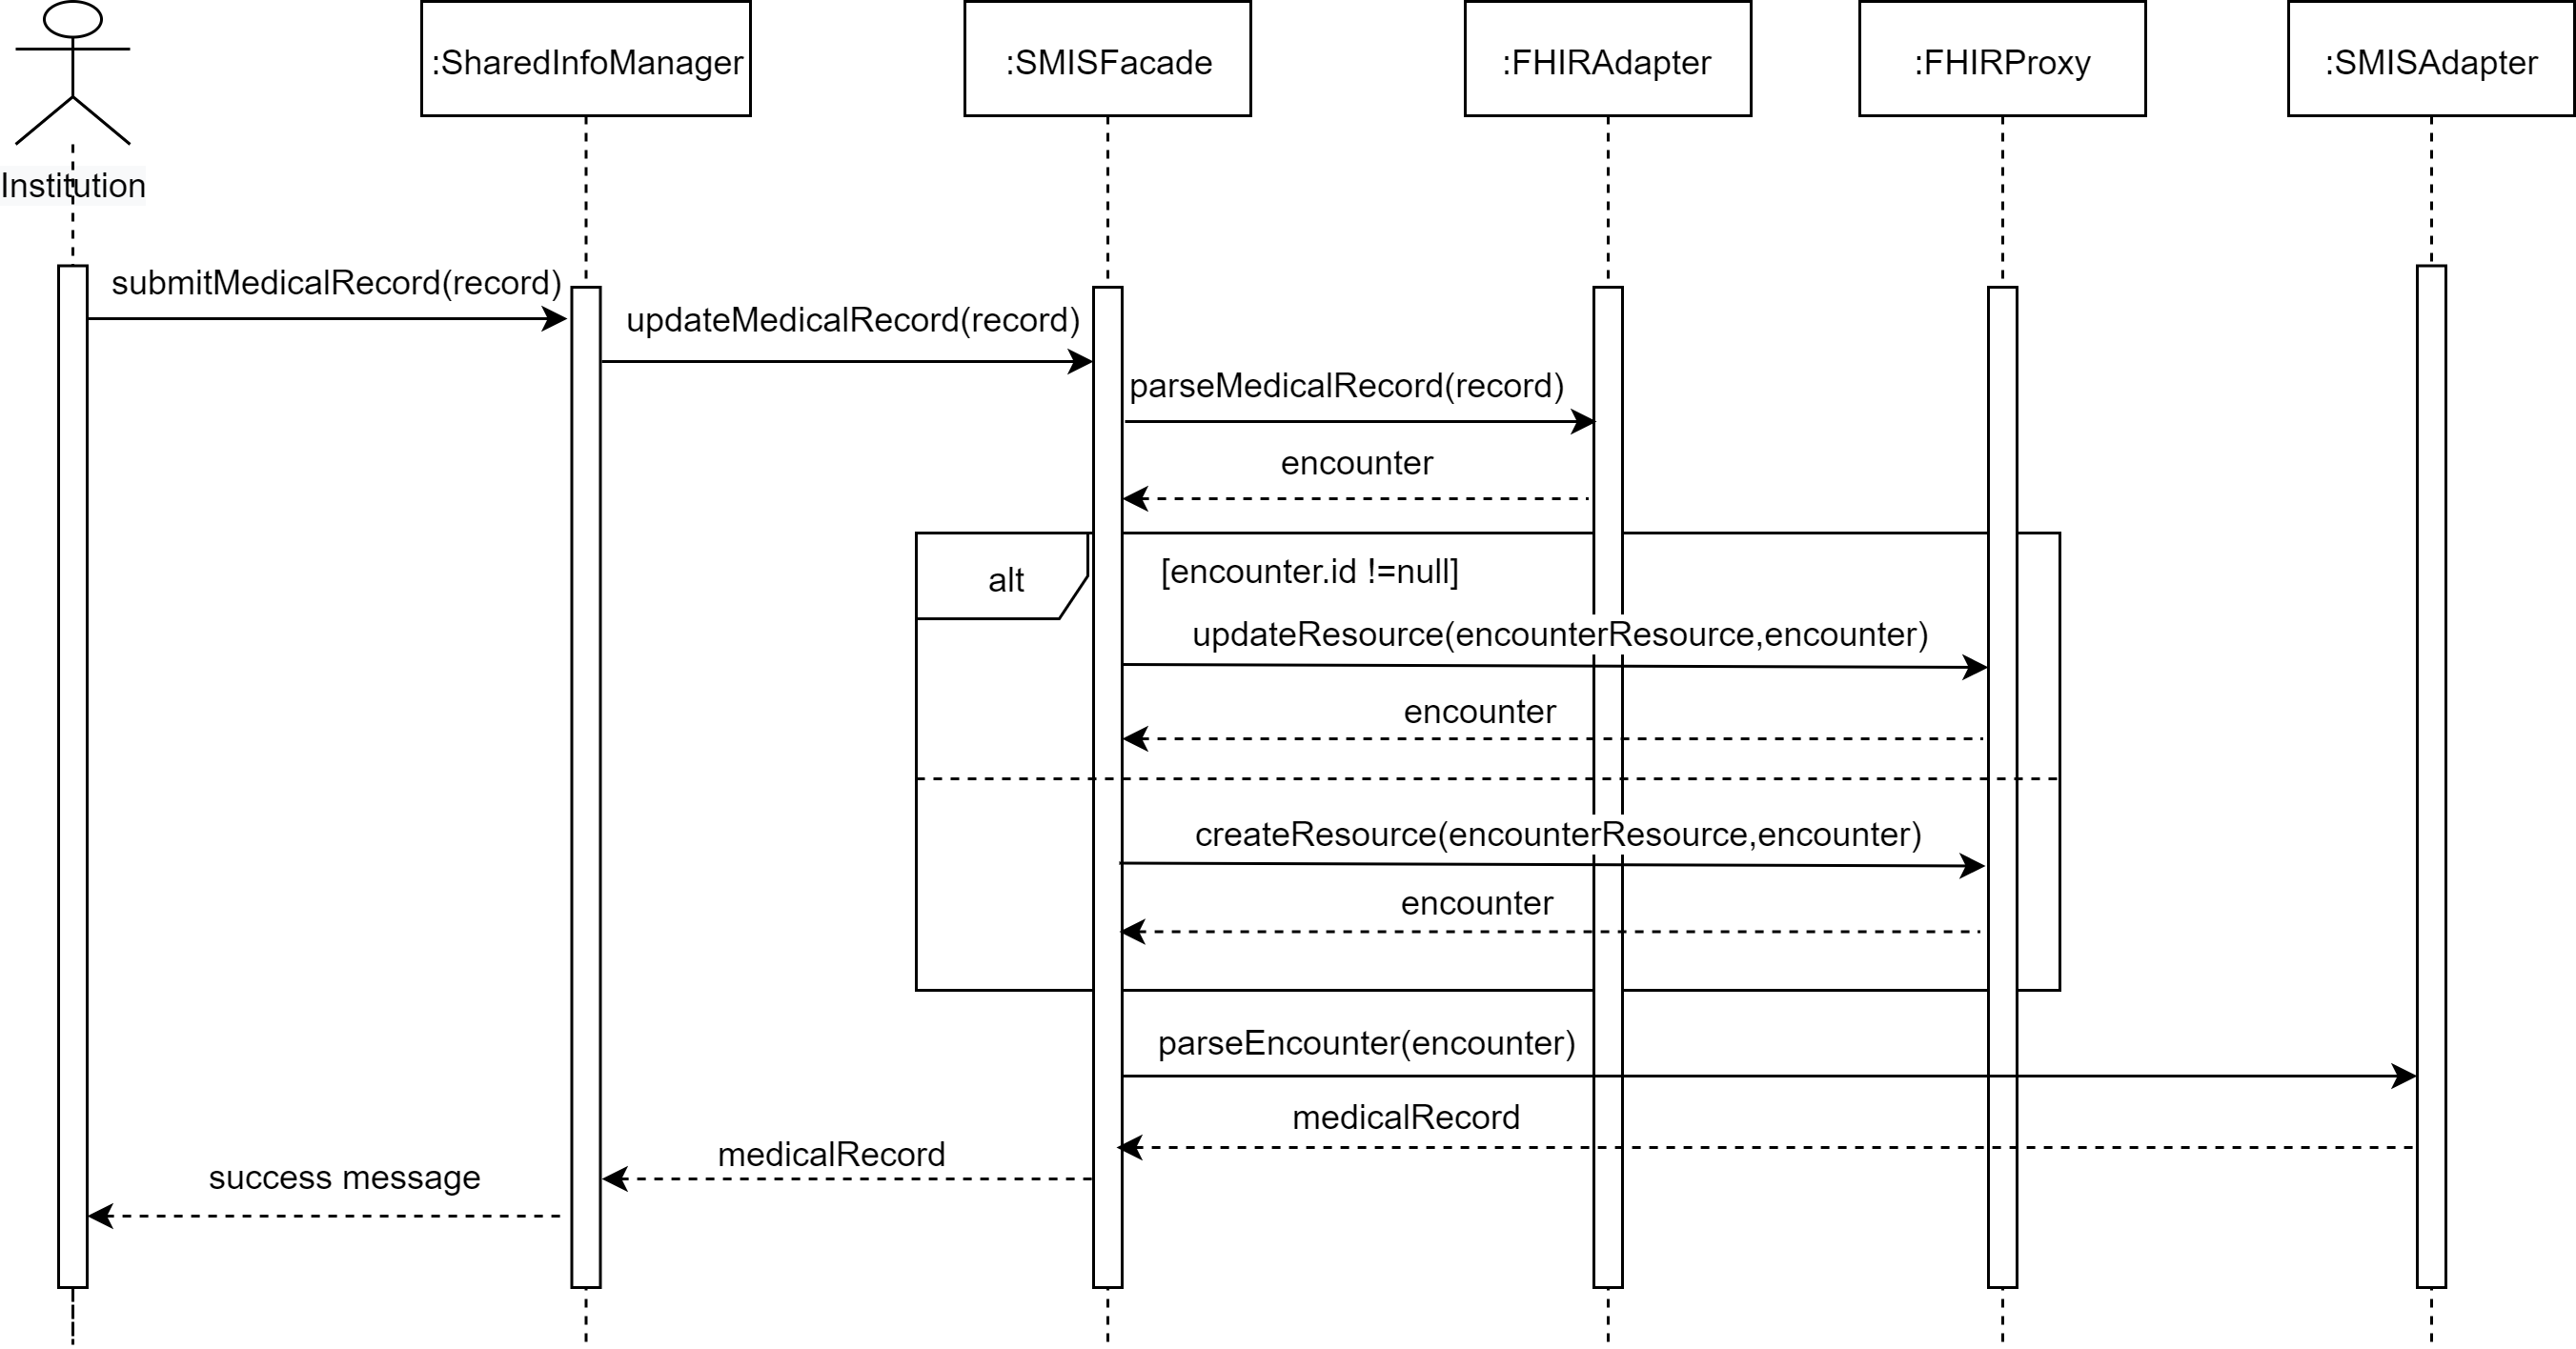 :SharedInfoManager
:SMISFacade
:FHIRAdapter
:FHIRProxy
:SMISAdapter
Institution
submitMedicalRecord(record)
updateMedicalRecord(record)
parseMedicalRecord(record)
encounter
alt
[encounter.id !=null]
updateResource(encounterResource,encounter)
encounter
createResource(encounterResource,encounter)
encounter
parseEncounter(encounter)
medicalRecord
medicalRecord
success message